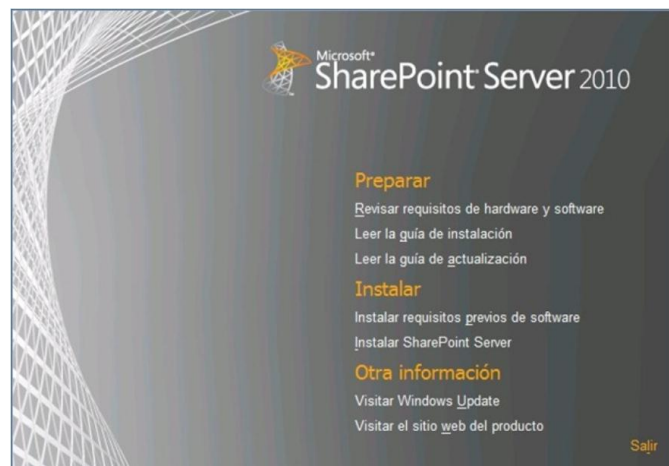 Microsoft®
SharePoint Server 2010
Preparar
Revisar requisitos de hardware y software
Leer la guía de instalación
Leer la guía de actualización
Instalar
Instalar requisitos previos de software
Instalar SharePoint Server
Otra información
Visitar Windows Update
Visitar el sitio web del producto
Salir